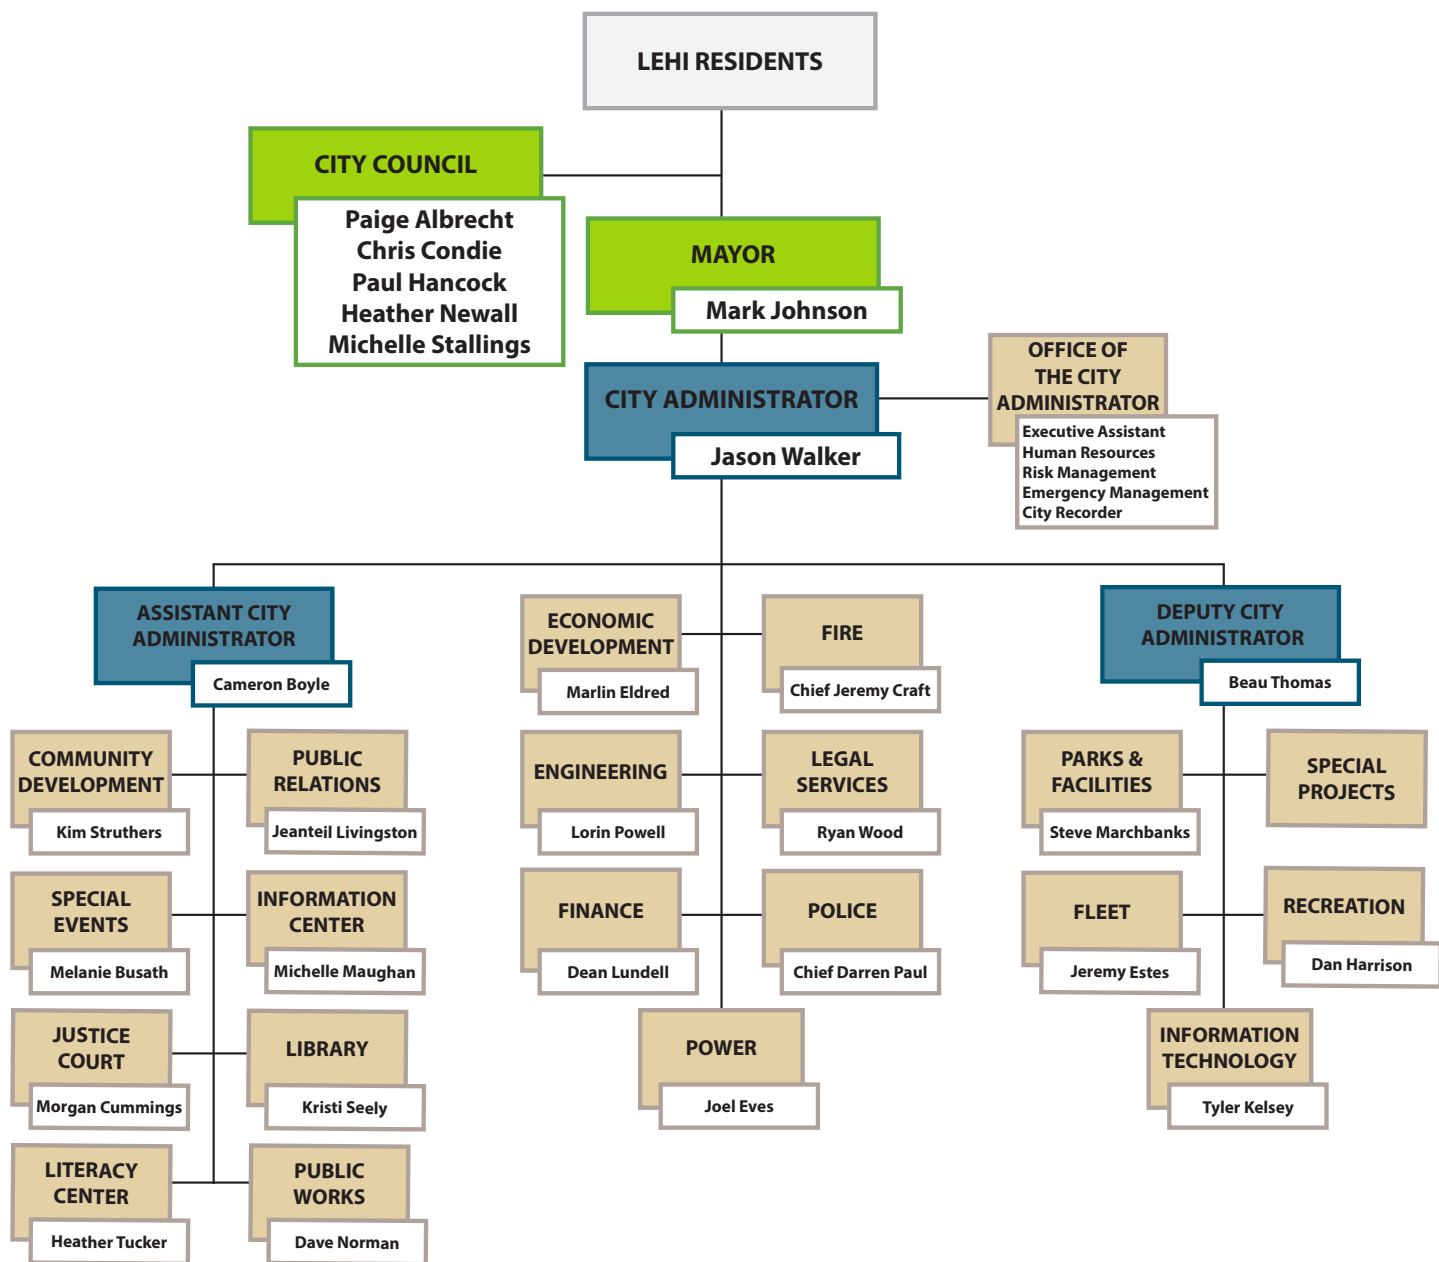 LEHI RESIDENTS
CITY COUNCIL
Paige Albrecht
Chris Condie
Paul Hancock
Heather Newall
Michelle Stallings
MAYOR
Mark Johnson
CITY ADMINISTRATOR
Jason Walker
OFFICE OF
THE CITY
ADMINISTRATOR
Executive Assistant
Human Resources
Risk Management
Emergency Management
City Recorder
ASSISTANT CITY
ADMINISTRATOR
Cameron Boyle
COMMUNITY
DEVELOPMENT
Kim Struthers
PUBLIC
RELATIONS
Jeanteil Livingston
SPECIAL
EVENTS
Melanie Busath
INFORMATION
CENTER
Michelle Maughan
JUSTICE
COURT
Morgan Cummings
LIBRARY
Kristi Seely
LITERACY
CENTER
Heather Tucker
PUBLIC
WORKS
Dave Norman
ECONOMIC
DEVELOPMENT
Marlin Eldred
FIRE
Chief Jeremy Craft
ENGINEERING
Lorin Powell
LEGAL
SERVICES
Ryan Wood
FINANCE
Dean Lundell
POLICE
Chief Darren Paul
POWER
Joel Eves
DEPUTY CITY
ADMINISTRATOR
Beau Thomas
PARKS &
FACILITIES
Steve Marchbanks
SPECIAL
PROJECTS
FLEET
Jeremy Estes
RECREATION
Dan Harrison
INFORMATION
TECHNOLOGY
Tyler Kelsey